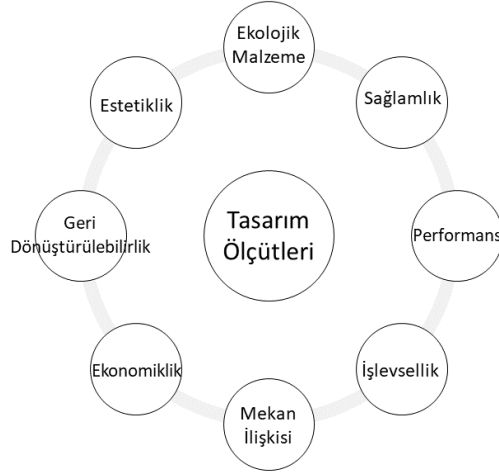 Ekolojik
Malzeme
Sağlamlık
Estetiklik
Tasarım
Ölçütleri
Geri
Dönüştürülebilirlik
Performans
Ekonomiklik
İşlevsellik
Mekan
İlişkisi